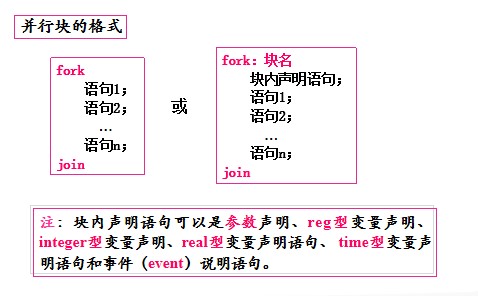 并行块的格式
fork
语句1;
语句2;
...
语句n;
join
或
fork: 块名
块内声明语句;
语句1;
语句2;
...
语句n;
join
注: 块内声明语句可以是参数声明、reg型变量声明、
integer型变量声明、real型变量声明语句、 time型变量声
明语句和事件（event）说明语句。